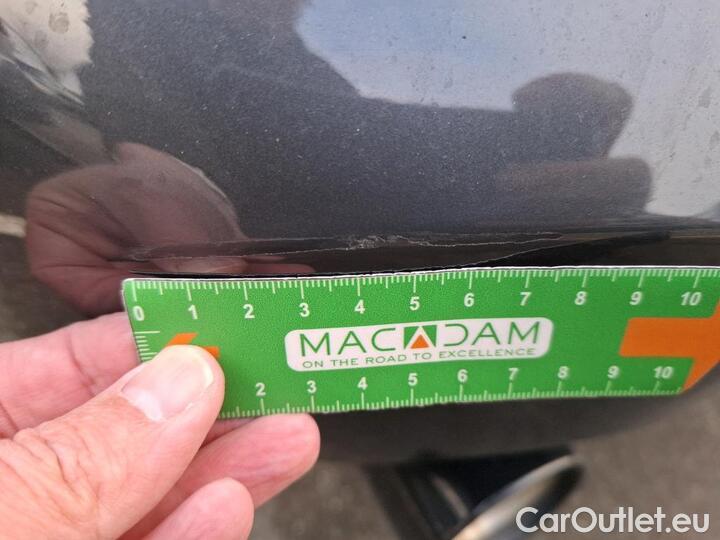 0 1 2 3 4 5 6 7 8 9 10
MACADAM
ON THE ROAD TO EXCELLENCE
2 3 4 5 6 7 8 9 10
CarOutlet.eu